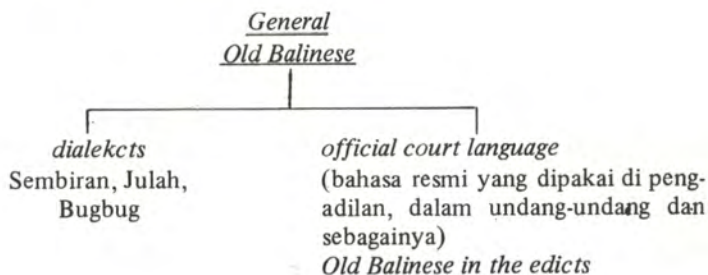 General
Old Balinese
dialekcts
Sembiran, Julah,
Bugbug
official court language
(bahasa resmi yang dipakai di peng-
adilan, dalam undang-undang dan
sebagainya)
Old Balinese in the edicts